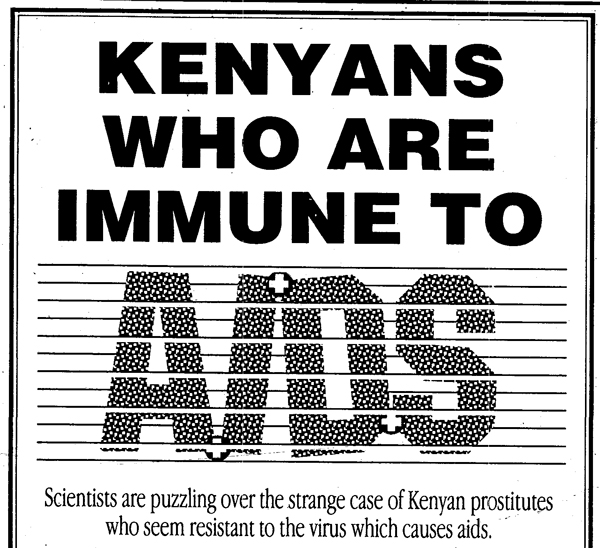 KENYANS
WHO ARE
IMMUNE TO
AIDS
Scientists are puzzling over the strange case of Kenyan prostitutes
who seem resistant to the virus which causes aids.